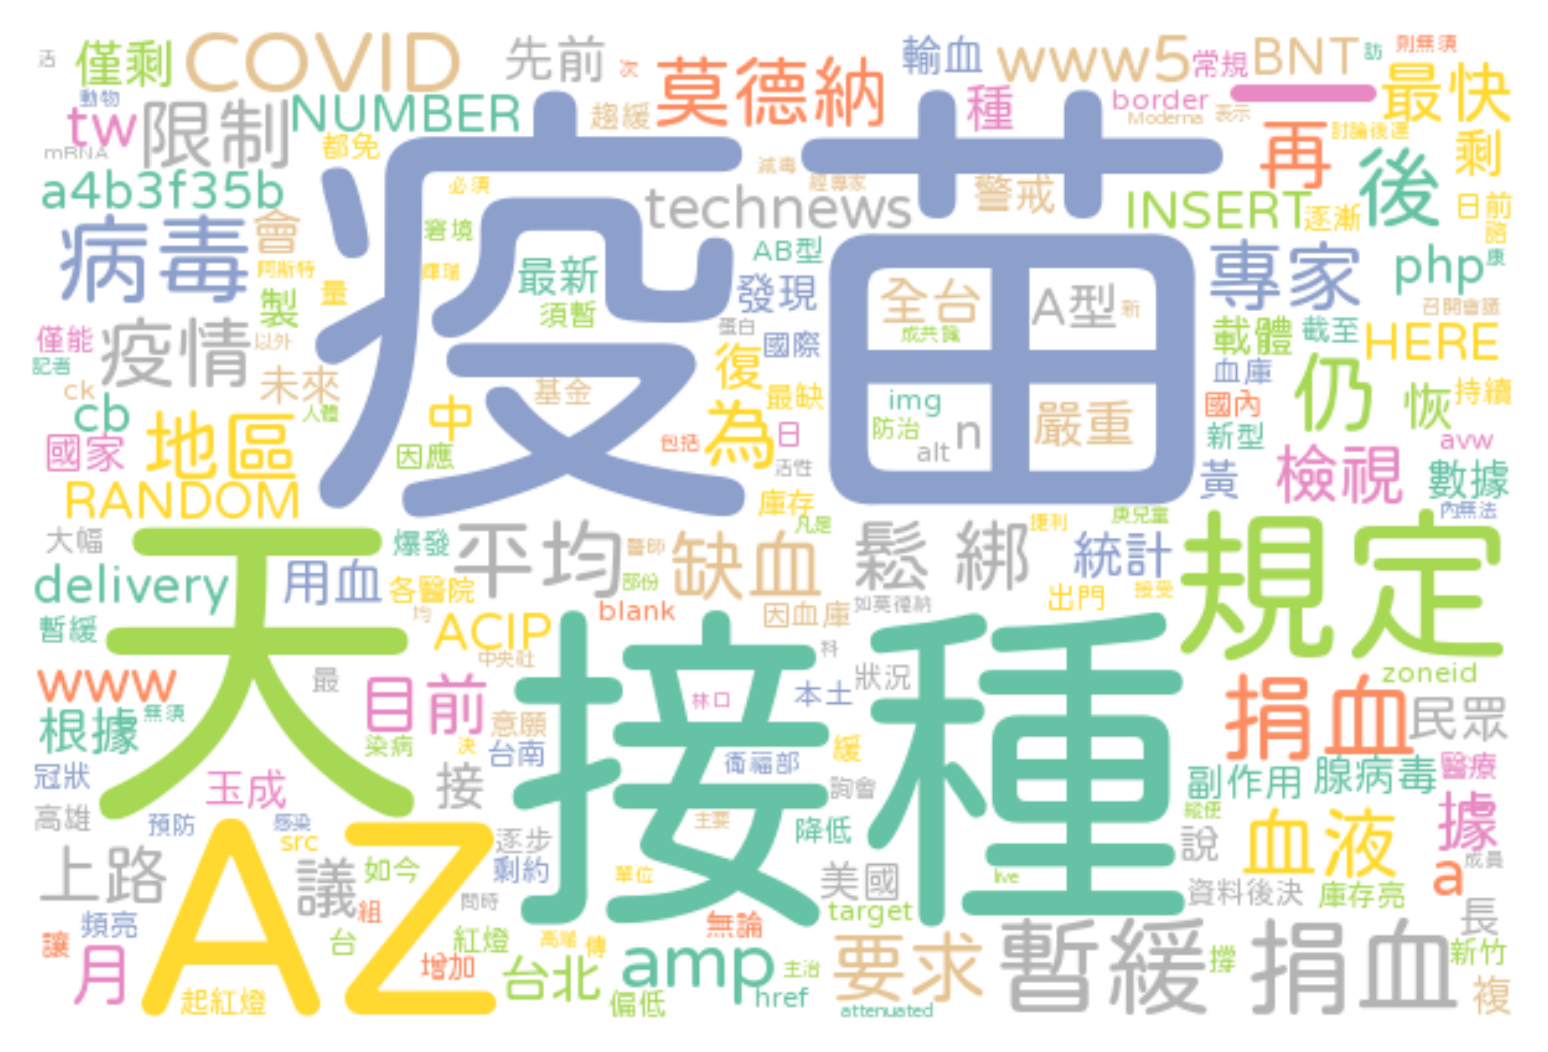 活
僅剩
COVID
先前
次
莫德納
輸血
www5
常規
BNT
訪
則無須
最快
動物
tw
限制
NUMBER
趨緩
種
border
Moderna
表示
一
再
討論後逐
剩
mRNA
都免
a4b3f35b
必須
減毒
經專家
technews
警戒
INSERT
逐漸
後
日前
諮
病毒
會
窘境
疫苗
AB型
專家
php
康
阿斯特
輝瑞
最新
發現
全台
A型
新
召開會議
製
量
須暫
蛋白
成共識
僅能
疫情
以外
國際
載體
截至
HERE
記者
復
血庫
仍
ck
未來
基金
最缺
img
嚴重
國內
恢
持續
cb
人體
中
為
日
防治
n
alt
新型
avw
國家
地區
因應
包括
活性
黃
檢視
數據
RANDOM
庫存
凡是
捷利
庚兒童
內無法
大幅
天
爆發
平均
醫師
缺血
鬆綁
統計
規定
delivery
用血
各醫院
部份
因血庫
如莫德納
出門
接受
暫緩
均
ACIP
blank
接種
中央社
科
zoneid
www
最
目前
林口
本土
狀況
捐血
民眾
根據
無須
意願
染病
決
台南
衛福部
緩
冠狀
玉成
接
詢會
副作用
腺病毒
醫療
高雄
預防
感染
src
主要
降低
縱使
據
AZ
逐步
說
血液
上路
議
如今
剩約
單位
美國
live
成員
資料後決
庫存亮
a
頻亮
組
問時
target
長
讓
月
台
紅燈
高端
傳
無論
要求
暫緩
捐血
撐
新竹
增加
台北
amp
主治
起紅燈
偏低
href
attenuated
複